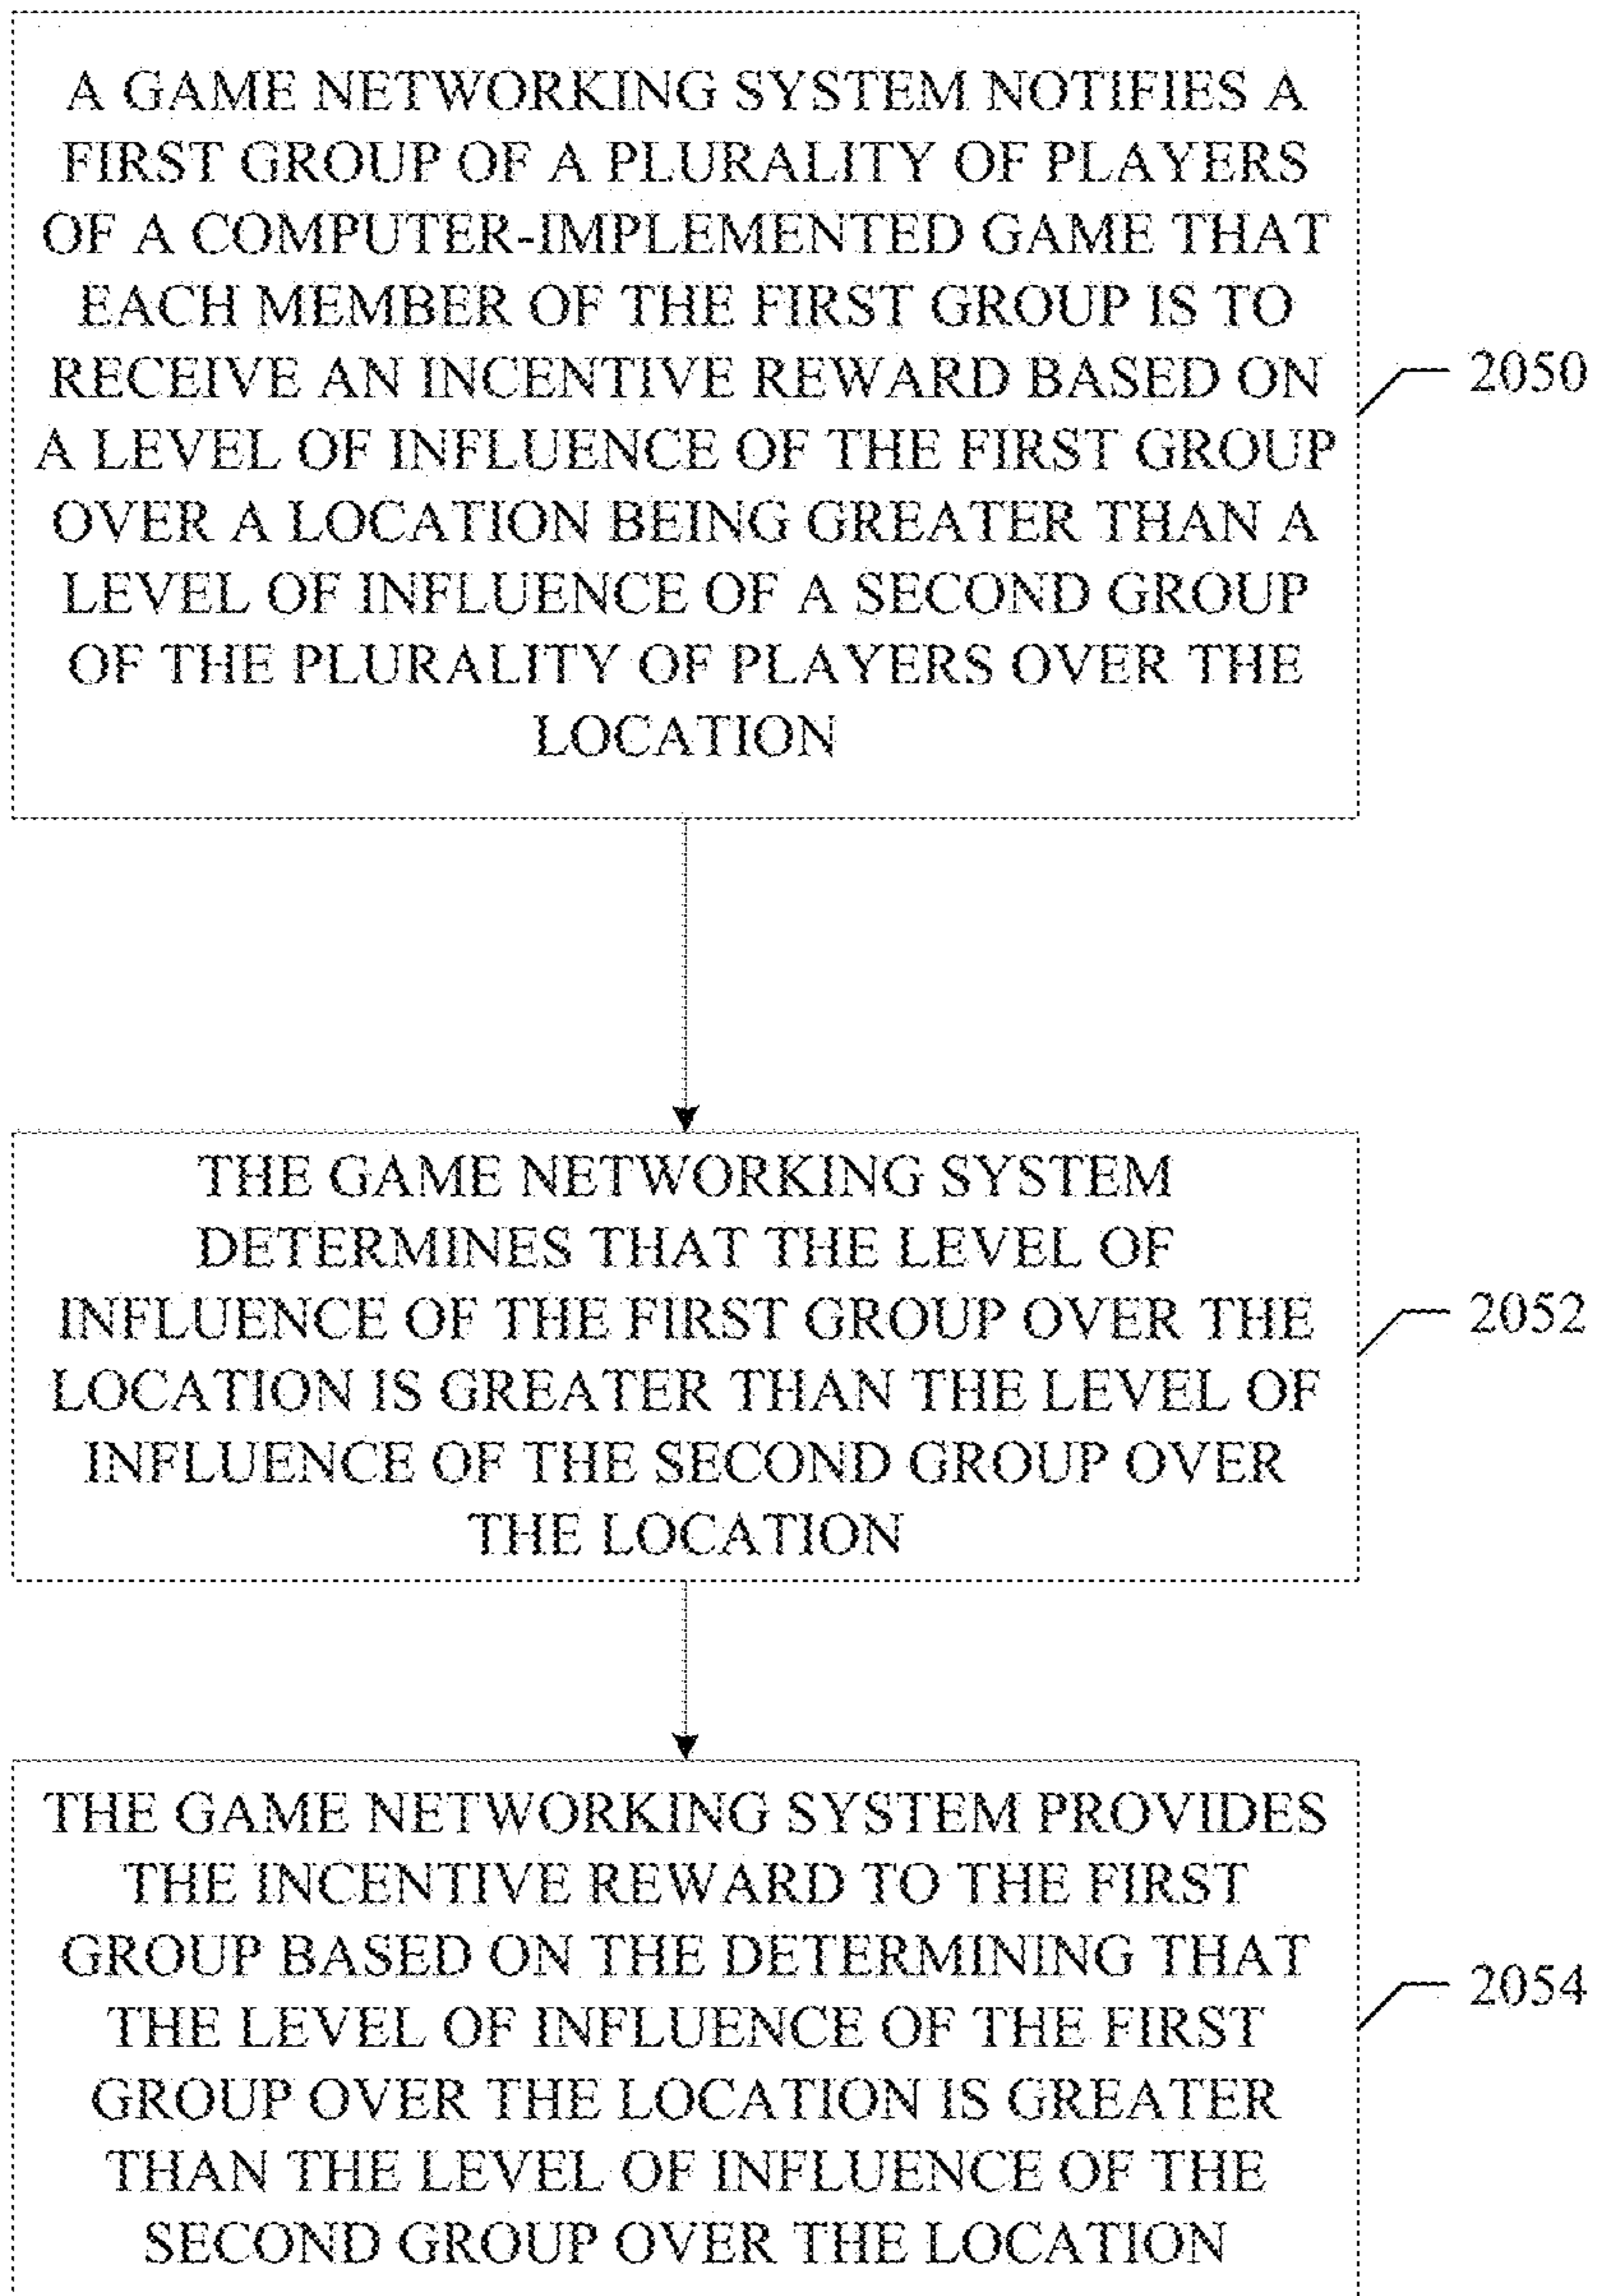 A GAME NETWORKING SYSTEM NOTIFIES A
FIRST GROUP OF A PLURALITY OF PLAYERS
OF A COMPUTER-IMPLEMENTED GAME THAT
EACH MEMBER OF THE FIRST GROUP IS TO
RECEIVE AN INCENTIVE REWARD BASED ON
A LEVEL OF INFLUENCE OF THE FIRST GROUP
OVER A LOCATION BEING GREATER THAN A
LEVEL OF INFLUENCE OF A SECOND GROUP
OF THE PLURALITY OF PLAYERS OVER THE
LOCATION
2050
THE GAME NETWORKING SYSTEM
DETERMINES THAT THE LEVEL OF
INFLUENCE OF THE FIRST GROUP OVER THE
LOCATION IS GREATER THAN THE LEVEL OF
INFLUENCE OF THE SECOND GROUP OVER
THE LOCATION
2052
THE GAME NETWORKING SYSTEM PROVIDES
THE INCENTIVE REWARD TO THE FIRST
GROUP BASED ON THE DETERMINING THAT
THE LEVEL OF INFLUENCE OF THE FIRST
GROUP OVER THE LOCATION IS GREATER
THAN THE LEVEL OF INFLUENCE OF THE
SECOND GROUP OVER THE LOCATION
2054